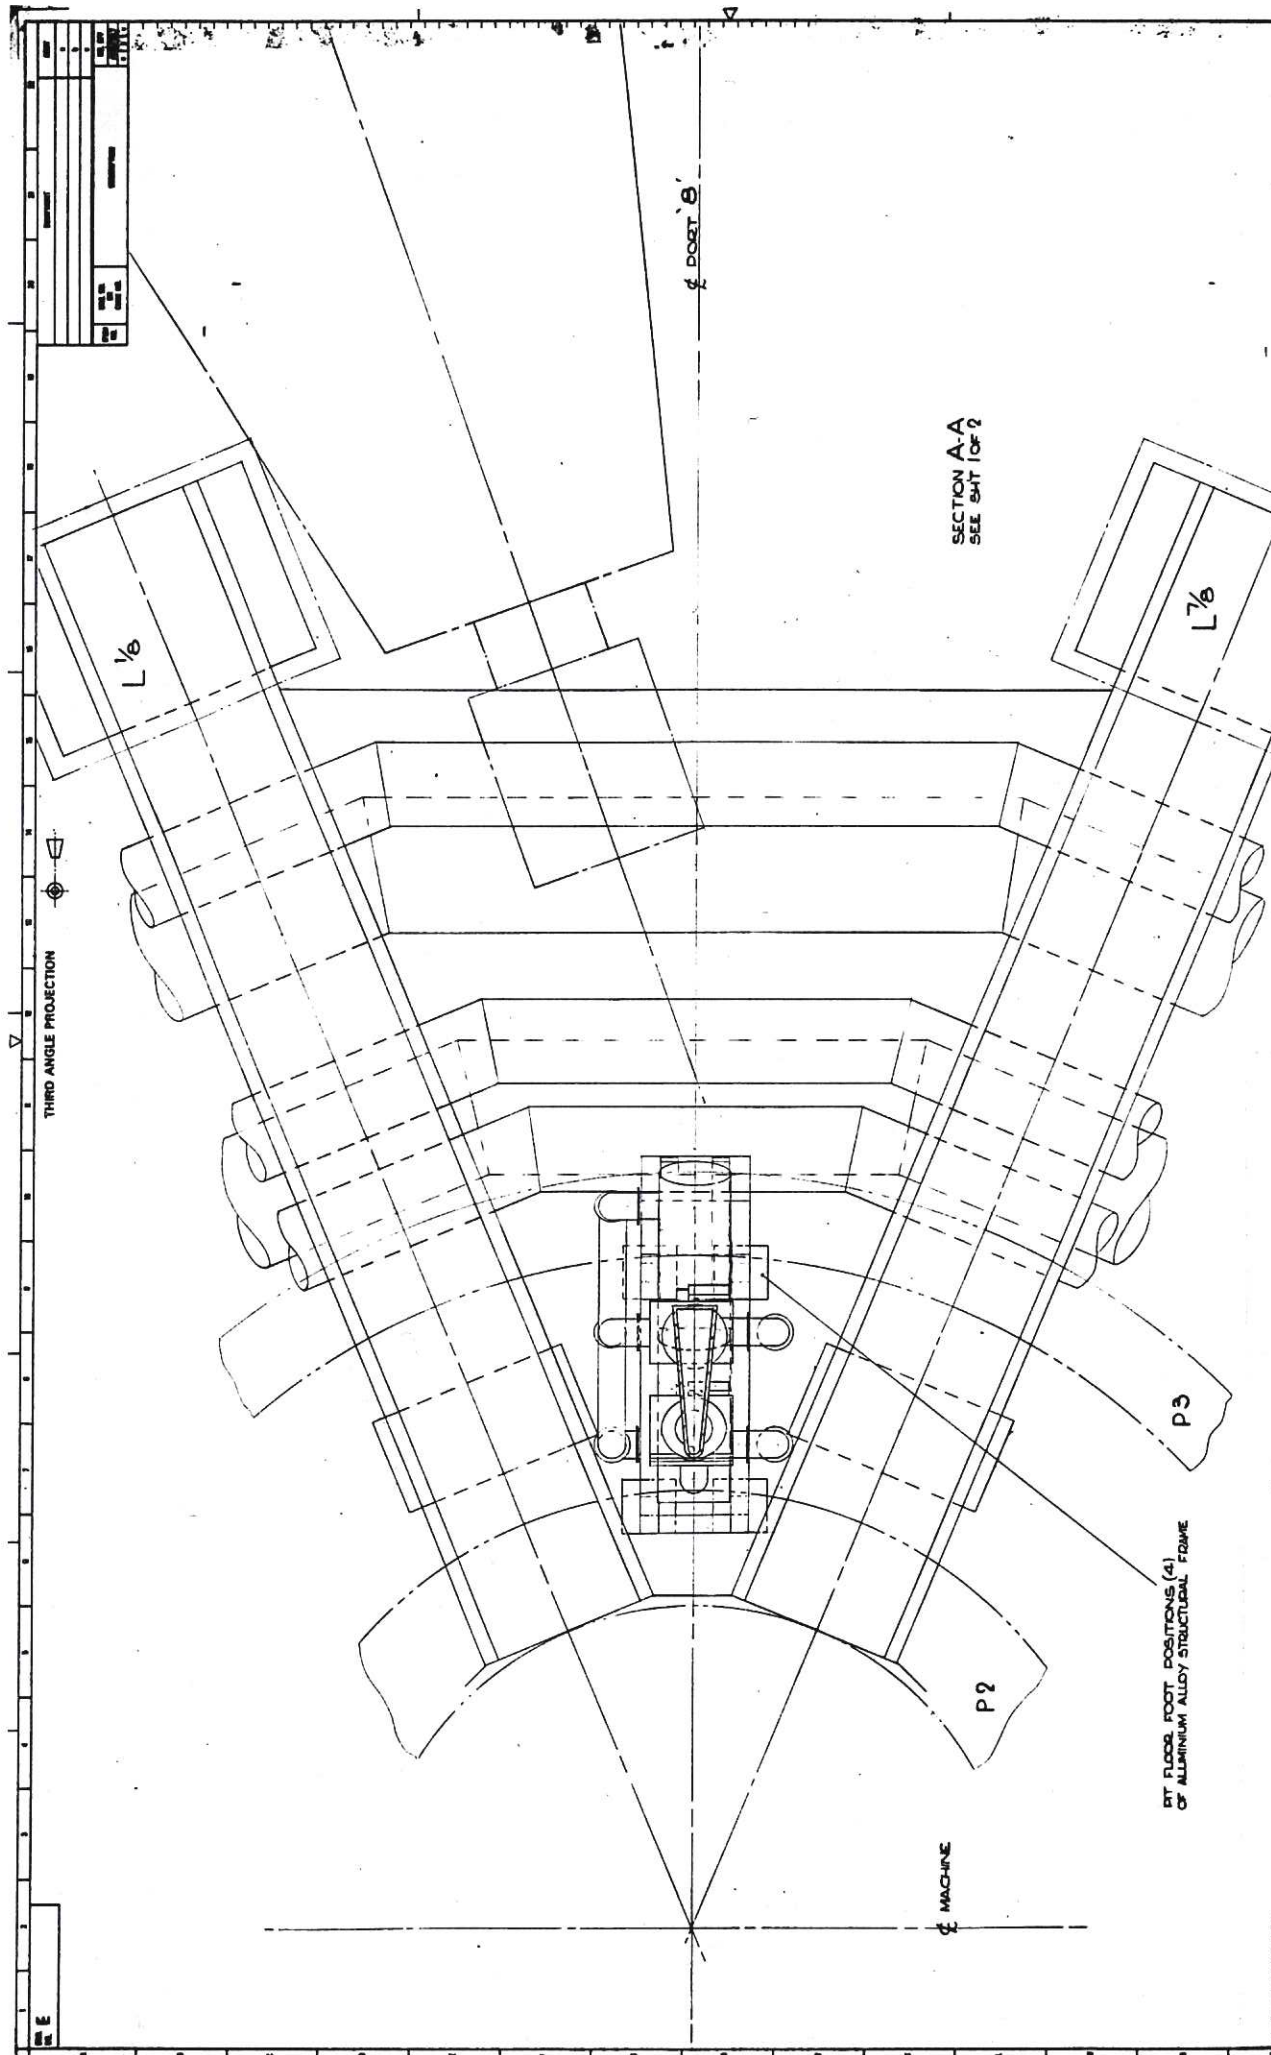 THIRD ANGLE PROJECTION
L 1/8
℄ PORT '8'
SECTION A-A
SEE SHT 1 OF 2
L 7/8
P3
P2
PIT FLOOR FOOT POSITIONS (4)
OF ALUMINIUM ALLOY STRUCTURAL FRAME
℄ MACHINE
E